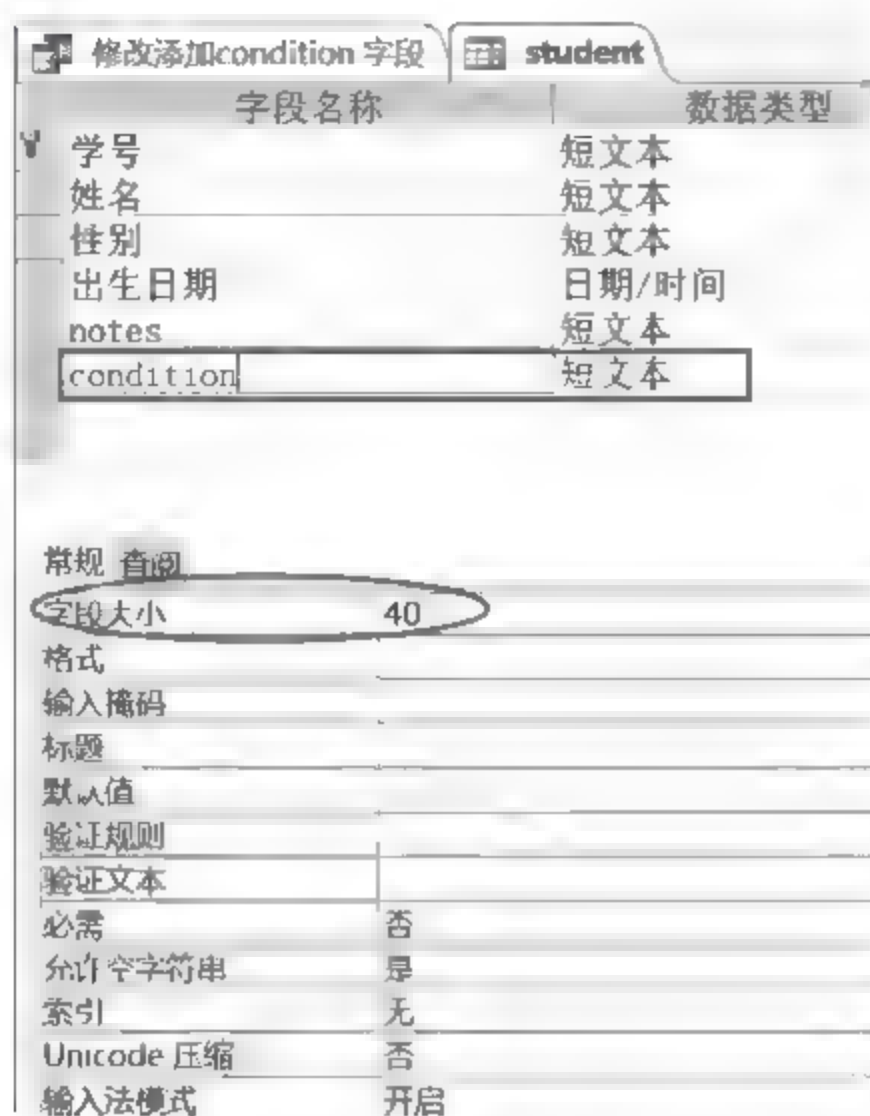 修改添加condition 字段 student
字段名称 数据类型
学号 短文本
姓名 短文本
性别 短文本
出生日期 日期/时间
notes 短文本
condition 短文本
常规 查阅
字段大小 40
格式
输入掩码
标题
默认值
验证规则
验证文本
必需 否
允许空字符串 是
索引 无
Unicode 压缩 否
输入法模式 开启